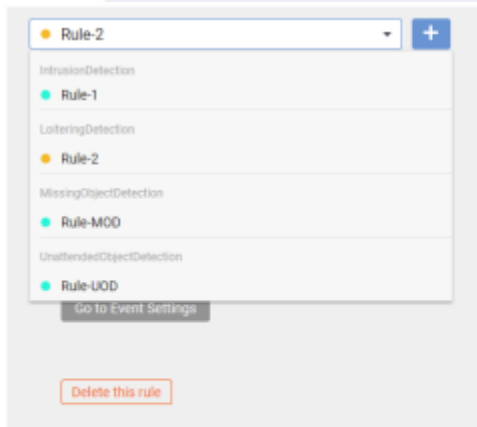 Rule-2
+
IntrusionDetection
Rule-1
LoiteringDetection
Rule-2
MissingObjectDetection
Rule-MOD
UnattendedObjectDetection
Rule-UOD
Go to Event Settings
Delete this rule